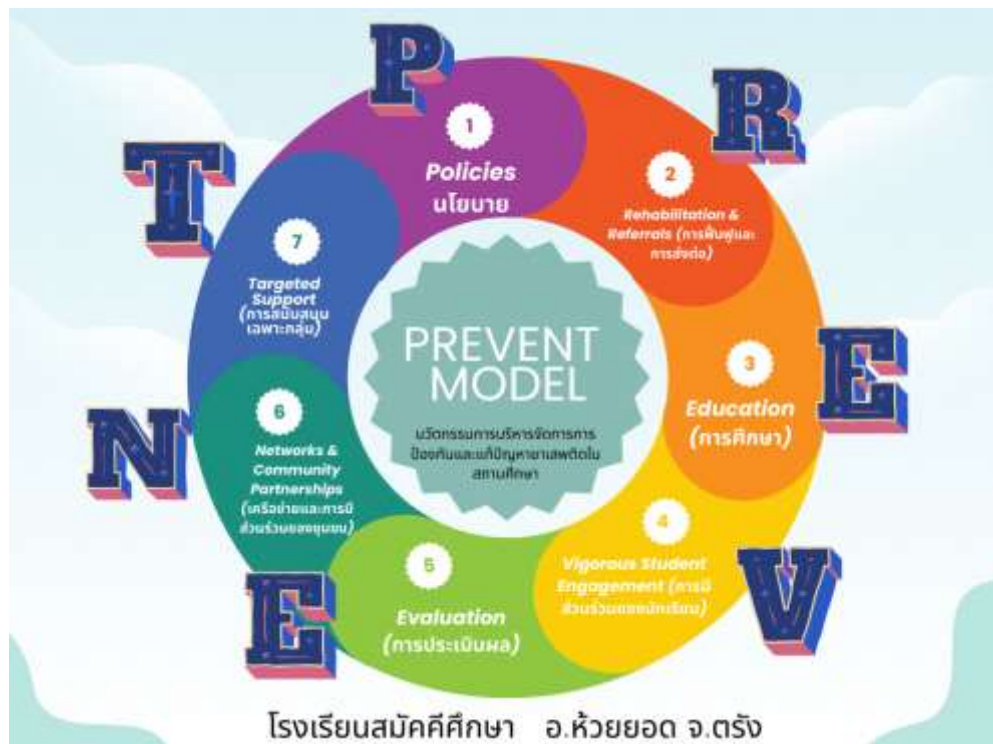 P
R
E
V
E
N
T
1
Policies
นโยบาย
2
Rehabilitation &
Referrals (การฟื้นฟูและ
การส่งต่อ)
3
Education
(การศึกษา)
4
Vigorous Student
Engagement (การมี
ส่วนร่วมของนักเรียน)
5
Evaluation
(การประเมินผล)
6
Networks &
Community
Partnerships
(เครือข่ายและการมี
ส่วนร่วมของชุมชน)
7
Targeted
Support
(การสนับสนุน
เฉพาะกลุ่ม)
PREVENT
MODEL
นวัตกรรมการบริหารจัดการการ
ป้องกันและแก้ปัญหายาเสพติดใน
สถานศึกษา
โรงเรียนสมัคคีศึกษา อ.ห้วยยอด จ.ตรัง